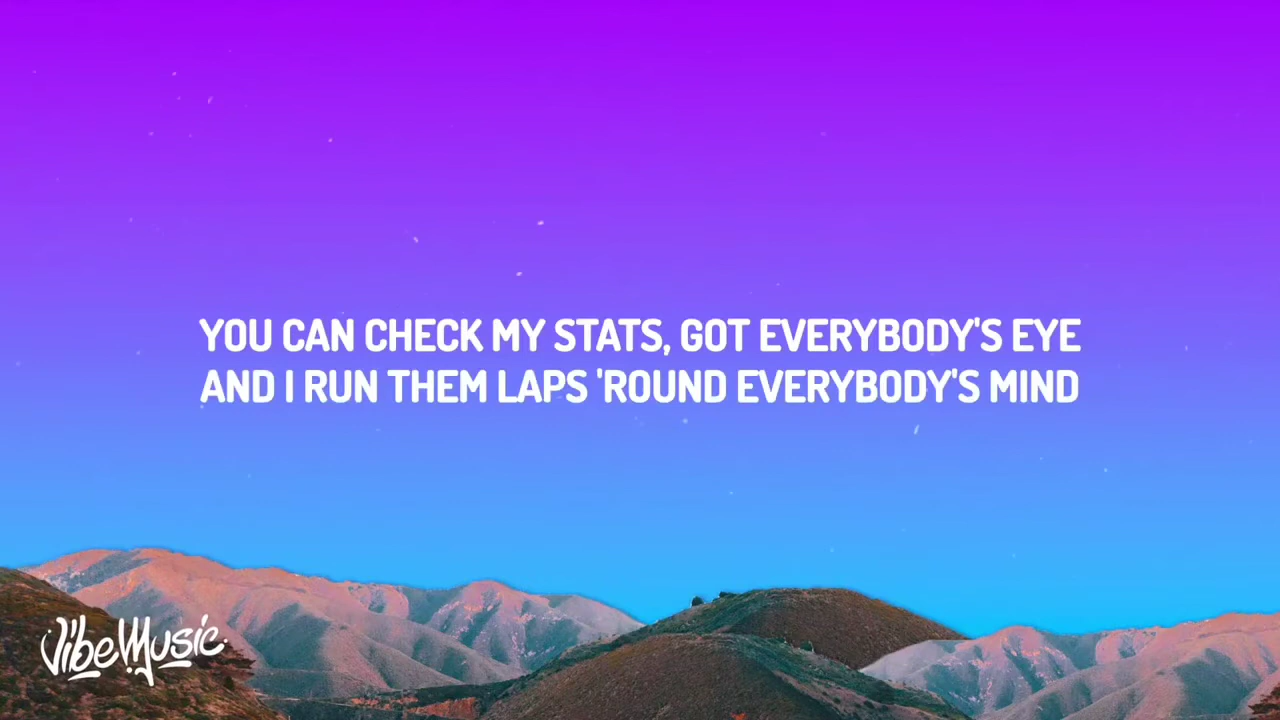 YOU CAN CHECK MY STATS, GOT EVERYBODY'S EYE
AND I RUN THEM LAPS 'ROUND EVERYBODY'S MIND
VibeMusic